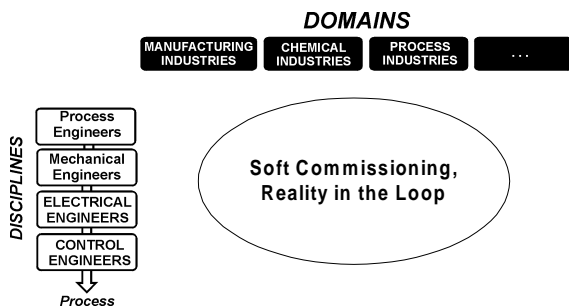 DOMAINS
MANUFACTURING
INDUSTRIES
CHEMICAL
INDUSTRIES
PROCESS
INDUSTRIES
...
DISCIPLINES
Process
Engineers
Mechanical
Engineers
ELECTRICAL
ENGINEERS
CONTROL
ENGINEERS
Process
Soft Commissioning,
Reality in the Loop